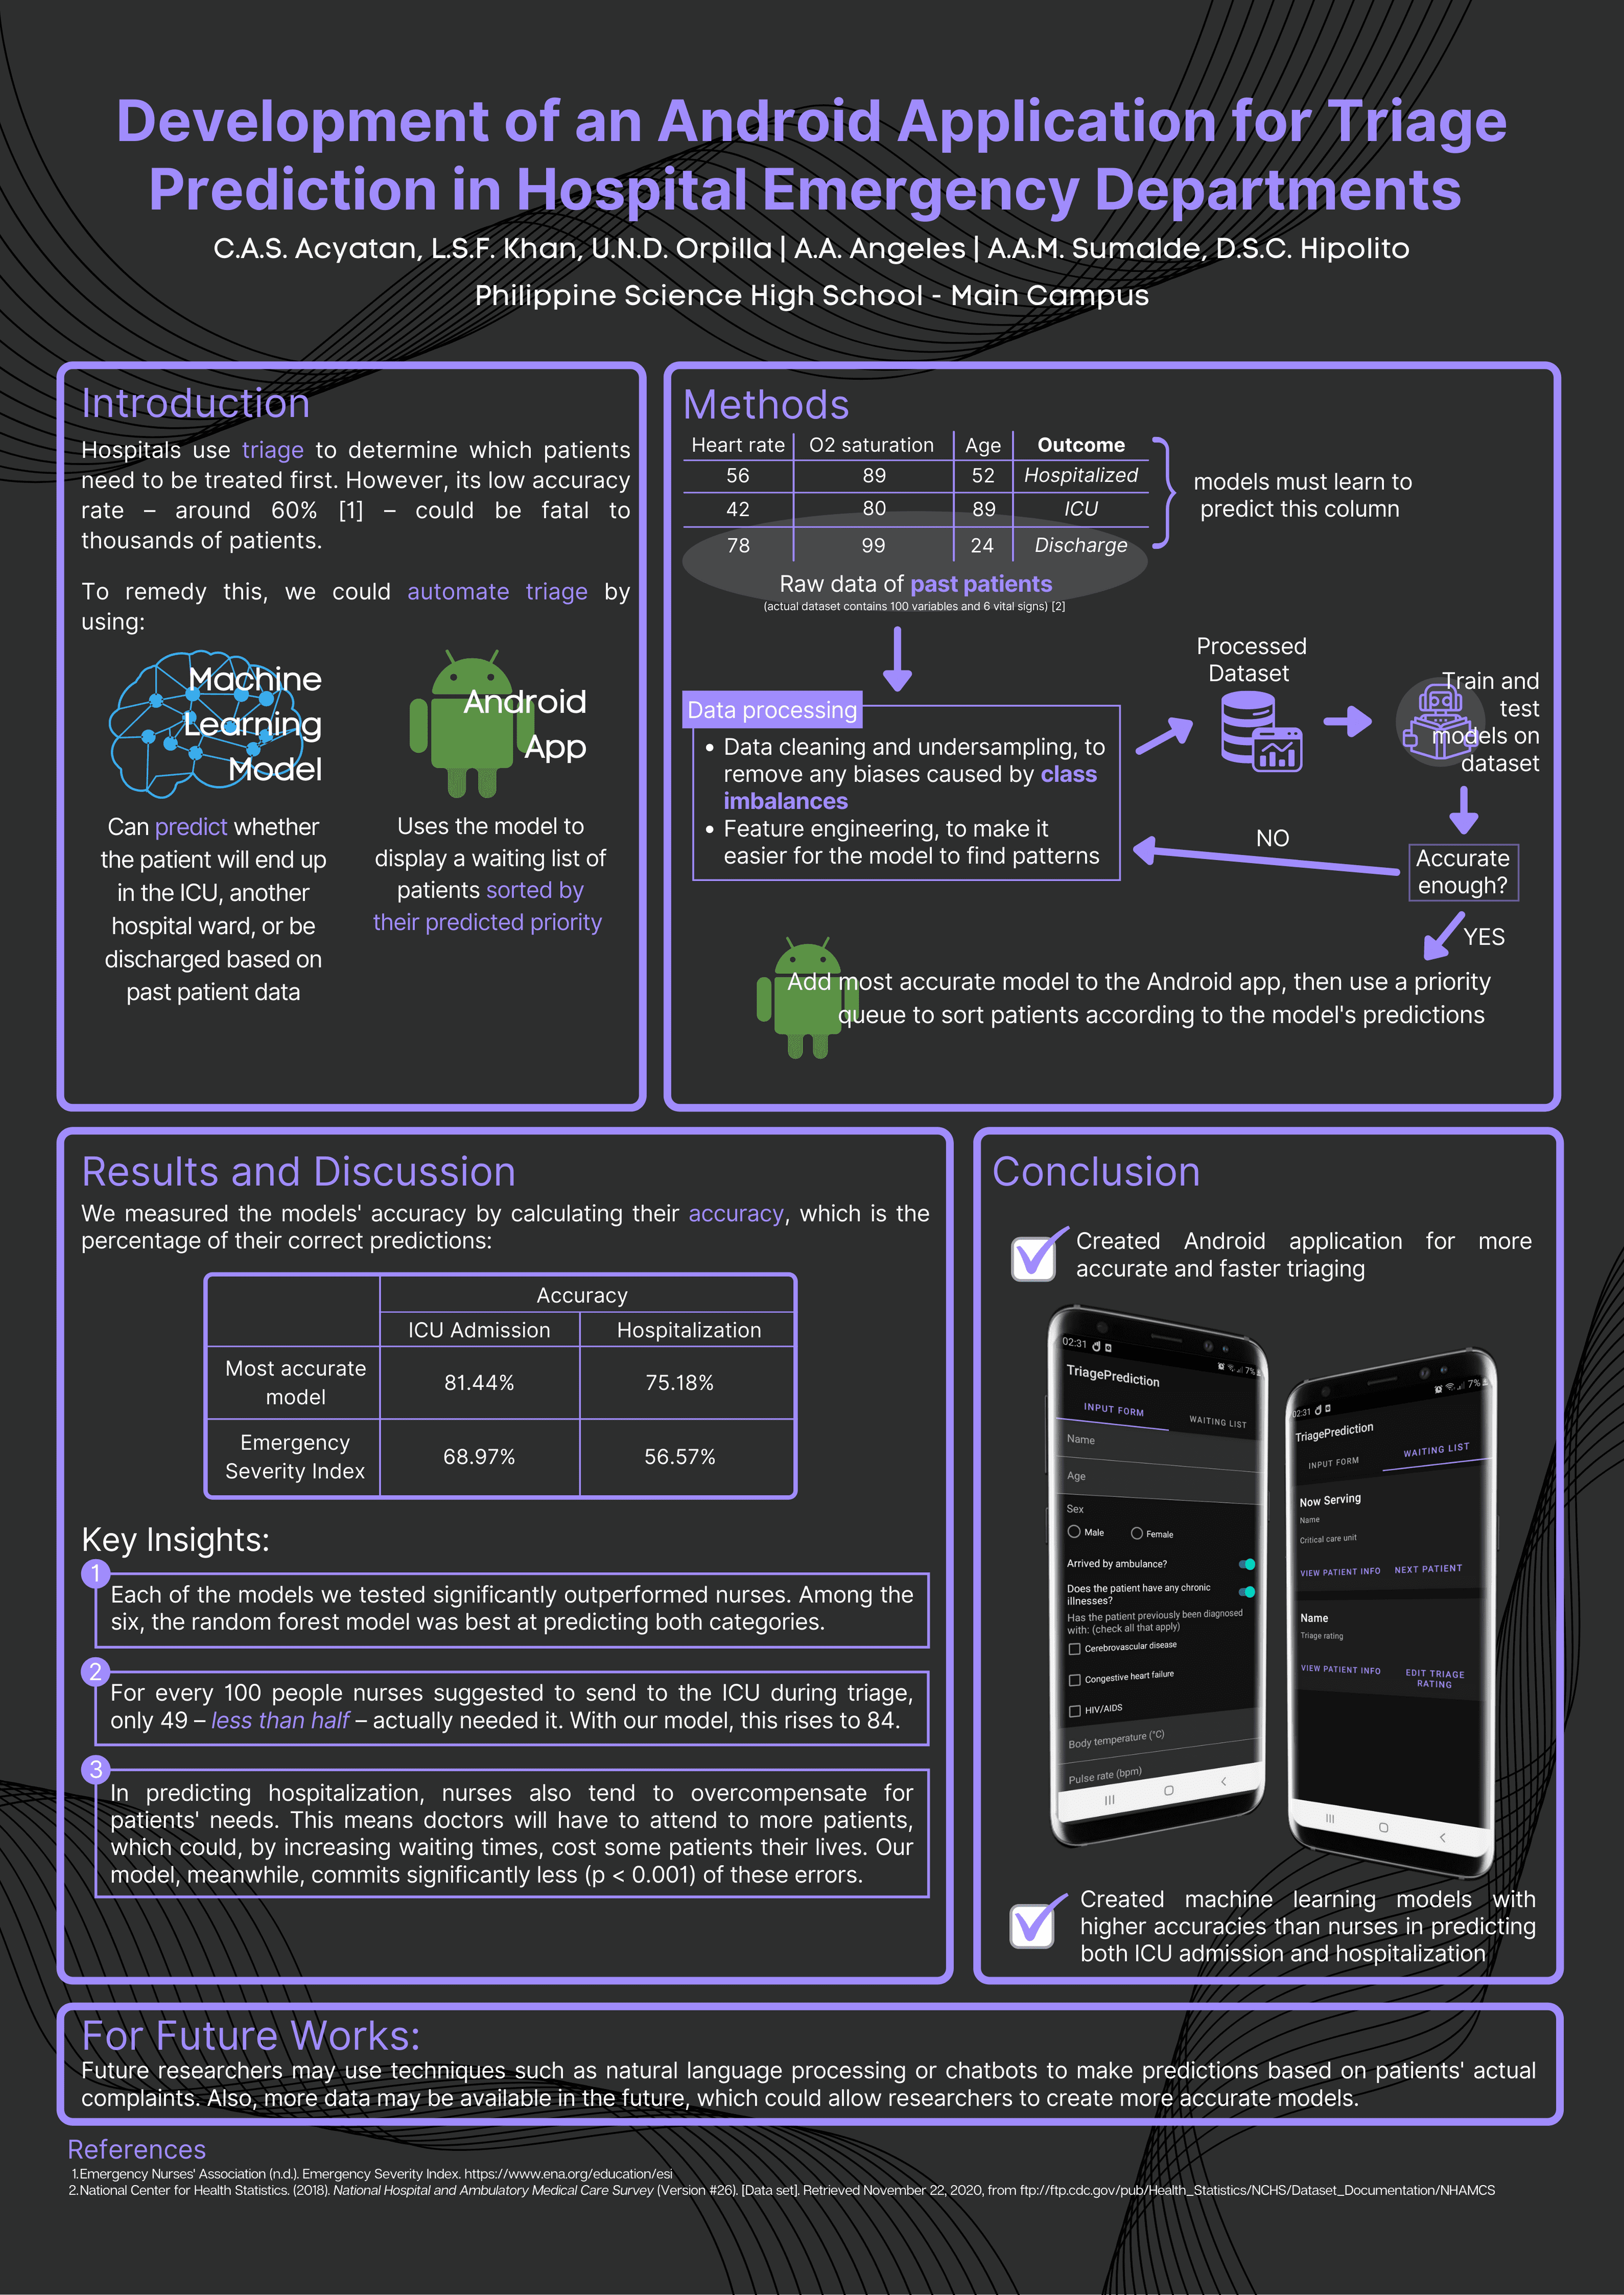 Development of an Android Application for Triage
Prediction in Hospital Emergency Departments
C.A.S. Acyatan, L.S.F. Khan, U.N.D. Orpilla | A.A. Angeles | A.A.M. Sumalde, D.S.C. Hipolito
Philippine Science High School - Main Campus
Introduction
Hospitals use triage to determine which patients
need to be treated first. However, its low accuracy
rate – around 60% [1] – could be fatal to
thousands of patients.
To remedy this, we could automate triage by
using:
Machine
Learning
Model
Can predict whether
the patient will end up
in the ICU, another
hospital ward, or be
discharged based on
past patient data
Android
App
Uses the model to
display a waiting list of
patients sorted by
their predicted priority
Methods
Heart rate O2 saturation Age Outcome
56 89 52 Hospitalized
42 80 89 ICU
78 99 24 Discharge
models must learn to
predict this column
Raw data of past patients
(actual dataset contains 100 variables and 6 vital signs) [2]
Data processing
• Data cleaning and undersampling, to
remove any biases caused by class
imbalances
• Feature engineering, to make it
easier for the model to find patterns
Processed
Dataset
Train and
test
models on
dataset
Accurate
enough?
NO
YES
Add most accurate model to the Android app, then use a priority
queue to sort patients according to the model's predictions
Results and Discussion
We measured the models' accuracy by calculating their accuracy, which is the
percentage of their correct predictions:
Accuracy
ICU Admission Hospitalization
Most accurate
model
81.44% 75.18%
Emergency
Severity Index
68.97% 56.57%
Key Insights:
1
Each of the models we tested significantly outperformed nurses. Among the
six, the random forest model was best at predicting both categories.
2
For every 100 people nurses suggested to send to the ICU during triage,
only 49 – less than half – actually needed it. With our model, this rises to 84.
3
In predicting hospitalization, nurses also tend to overcompensate for
patients' needs. This means doctors will have to attend to more patients,
which could, by increasing waiting times, cost some patients their lives. Our
model, meanwhile, commits significantly less (p < 0.001) of these errors.
Conclusion
Created Android application for more
accurate and faster triaging
02:31
7%
TriagePrediction
INPUT FORM WAITING LIST
Name
Age
Sex
Male Female
Arrived by ambulance?
Does the patient have any chronic
illnesses?
Has the patient previously been diagnosed
with: (check all that apply)
Cerebrovascular disease
Congestive heart failure
HIV/AIDS
Body temperature (°C)
Pulse rate (bpm)
02:31
7%
TriagePrediction
INPUT FORM WAITING LIST
Now Serving
Name
Critical care unit
VIEW PATIENT INFO NEXT PATIENT
Name
Triage rating
VIEW PATIENT INFO EDIT TRIAGE
RATING
Created machine learning models with
higher accuracies than nurses in predicting
both ICU admission and hospitalization
For Future Works:
Future researchers may use techniques such as natural language processing or chatbots to make predictions based on patients' actual
complaints. Also, more data may be available in the future, which could allow researchers to create more accurate models.
References
1. Emergency Nurses' Association (n.d.). Emergency Severity Index. https://www.ena.org/education/esi
2. National Center for Health Statistics. (2018). National Hospital and Ambulatory Medical Care Survey (Version #26). [Data set]. Retrieved November 22, 2020, from ftp://ftp.cdc.gov/pub/Health_Statistics/NCHS/Dataset_Documentation/NHAMCS